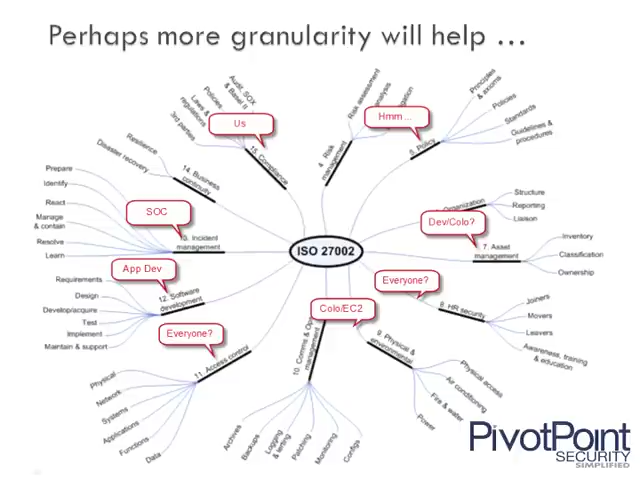 Perhaps more granularity will help ...
ISO 27002
4. Risk
management
Risk assessment
analysis
Hmm ...
5. Policy
Principles
& axioms
Policies
Standards
Guidelines &
procedures
Organization
Structure
Reporting
Liaison
Dev/Colo?
7. Asset
management
Inventory
Classification
Ownership
Everyone?
8. HR security
Joiners
Movers
Leavers
Awareness, training
& education
9. Physical &
environmental
Physical access
Air conditioning
Fire & water
Power
Colo/EC2
10. Comms & Ops
management
Archives
Backups
Logging
Patching
Monitoring
Configs
Everyone?
11. Access control
Physical
Network
Systems
Applications
Functions
Data
App Dev
12. Software
development
Requirements
Design
Develop/acquire
Test
Implement
Maintain & support
SOC
13. Incident
management
Prepare
Identify
React
Manage
& contain
Resolve
Learn
14. Business
continuity
Resilience
Disaster recovery
Us
15. Compliance
Audit, SOX
& Basel II
Policies
Laws &
regulations
3rd parties
PivotPoint
SECURITY
SIMPLIFIED